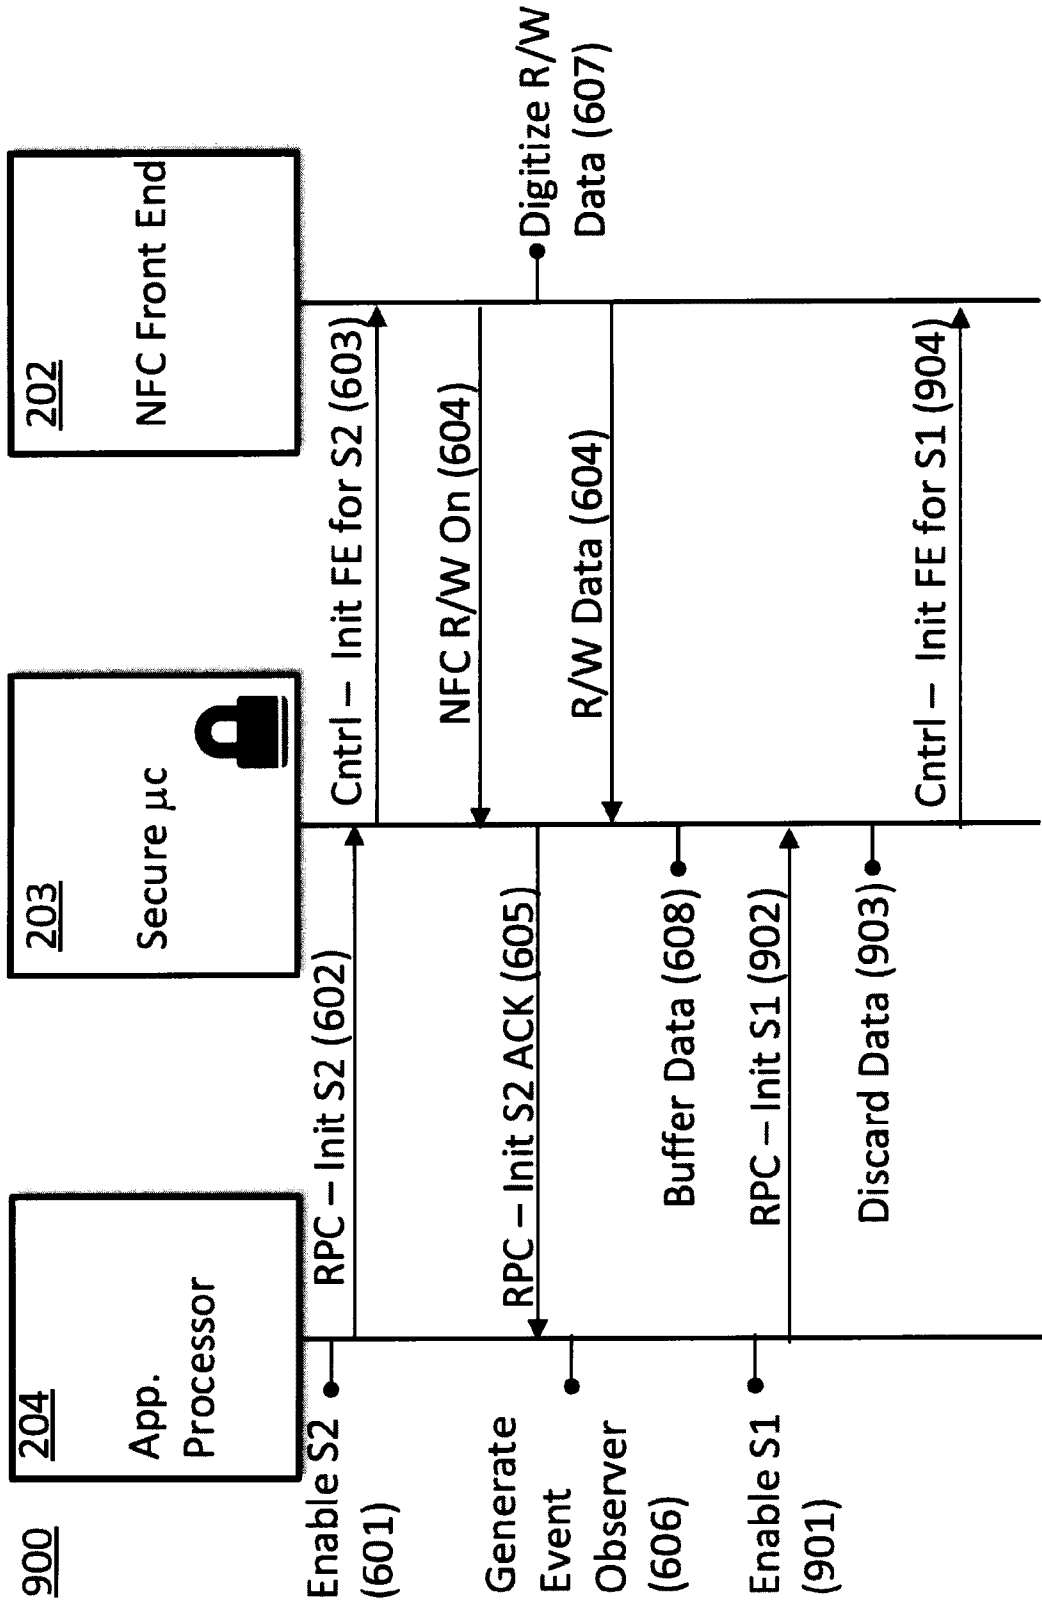 900
204
App.
Processor
203
Secure µc
202
NFC Front End
Enable S2
(601)
RPC – Init S2 (602)
Cntrl – Init FE for S2 (603)
NFC R/W On (604)
Generate
Event
Observer
(606)
RPC – Init S2 ACK (605)
Digitize R/W
Data (607)
R/W Data (604)
Buffer Data (608)
Enable S1
(901)
RPC – Init S1 (902)
Discard Data (903)
Cntrl – Init FE for S1 (904)